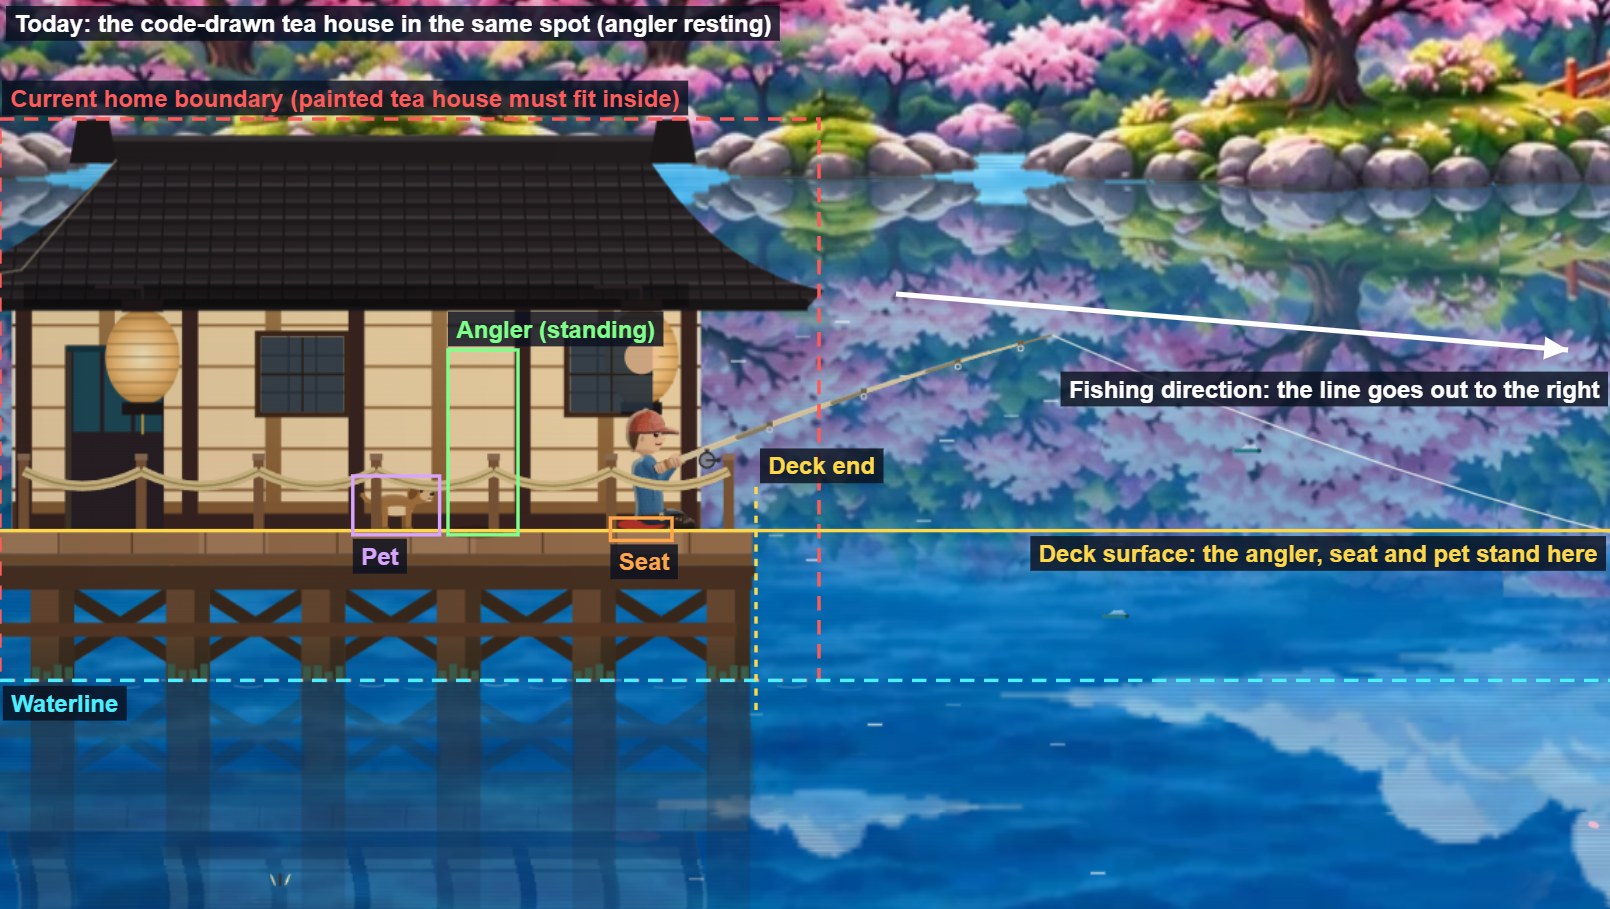 Today: the code-drawn tea house in the same spot (angler resting)
Current home boundary (painted tea house must fit inside)
Angler (standing)
Fishing direction: the line goes out to the right
Deck end
Deck surface: the angler, seat and pet stand here
Pet
Seat
Waterline